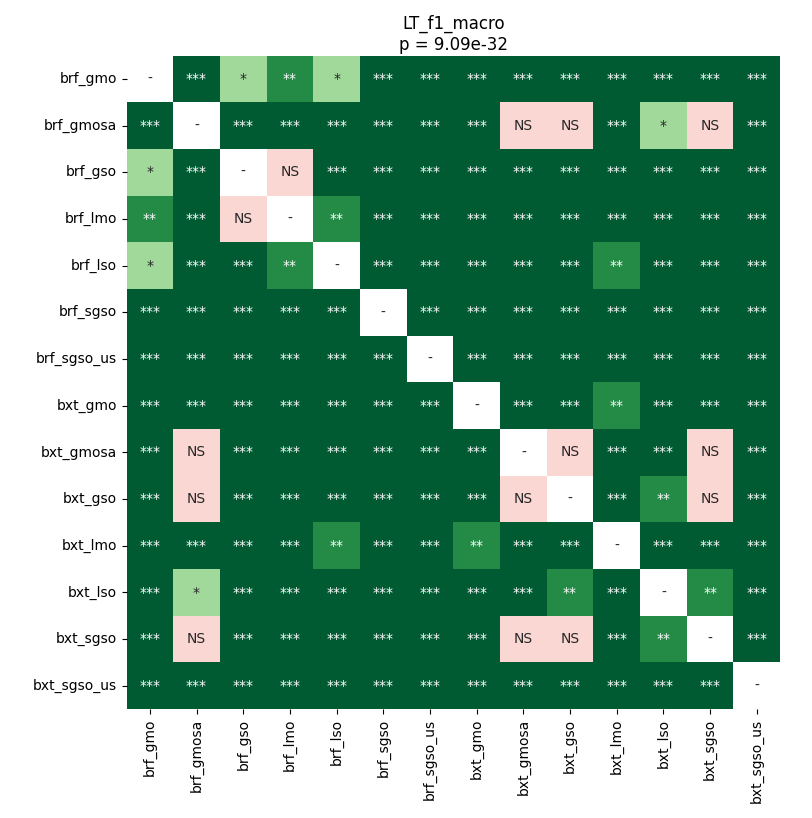 LT_f1_macro
p = 9.09e-32
brf_gmo - *** * ** * *** *** *** *** *** *** *** *** ***
brf_gmosa *** - *** *** *** *** *** *** NS NS *** * NS ***
brf_gso * *** - NS *** *** *** *** *** *** *** *** *** ***
brf_lmo ** *** NS - ** *** *** *** *** *** *** *** *** ***
brf_lso * *** *** ** - *** *** *** *** *** ** *** *** ***
brf_sgso *** *** *** *** *** - *** *** *** *** *** *** *** ***
brf_sgso_us *** *** *** *** *** *** - *** *** *** *** *** *** ***
bxt_gmo *** *** *** *** *** *** *** - *** *** ** *** *** ***
bxt_gmosa *** NS *** *** *** *** *** *** - NS *** *** NS ***
bxt_gso *** NS *** *** *** *** *** *** NS - *** ** NS ***
bxt_lmo *** *** *** *** ** *** *** ** *** *** - *** *** ***
bxt_lso *** * *** *** *** *** *** *** *** ** *** - ** ***
bxt_sgso *** NS *** *** *** *** *** *** NS NS *** ** - ***
bxt_sgso_us *** *** *** *** *** *** *** *** *** *** *** *** *** -
brf_gmo brf_gmosa brf_gso brf_lmo brf_lso brf_sgso brf_sgso_us bxt_gmo bxt_gmosa bxt_gso bxt_lmo bxt_lso bxt_sgso bxt_sgso_us